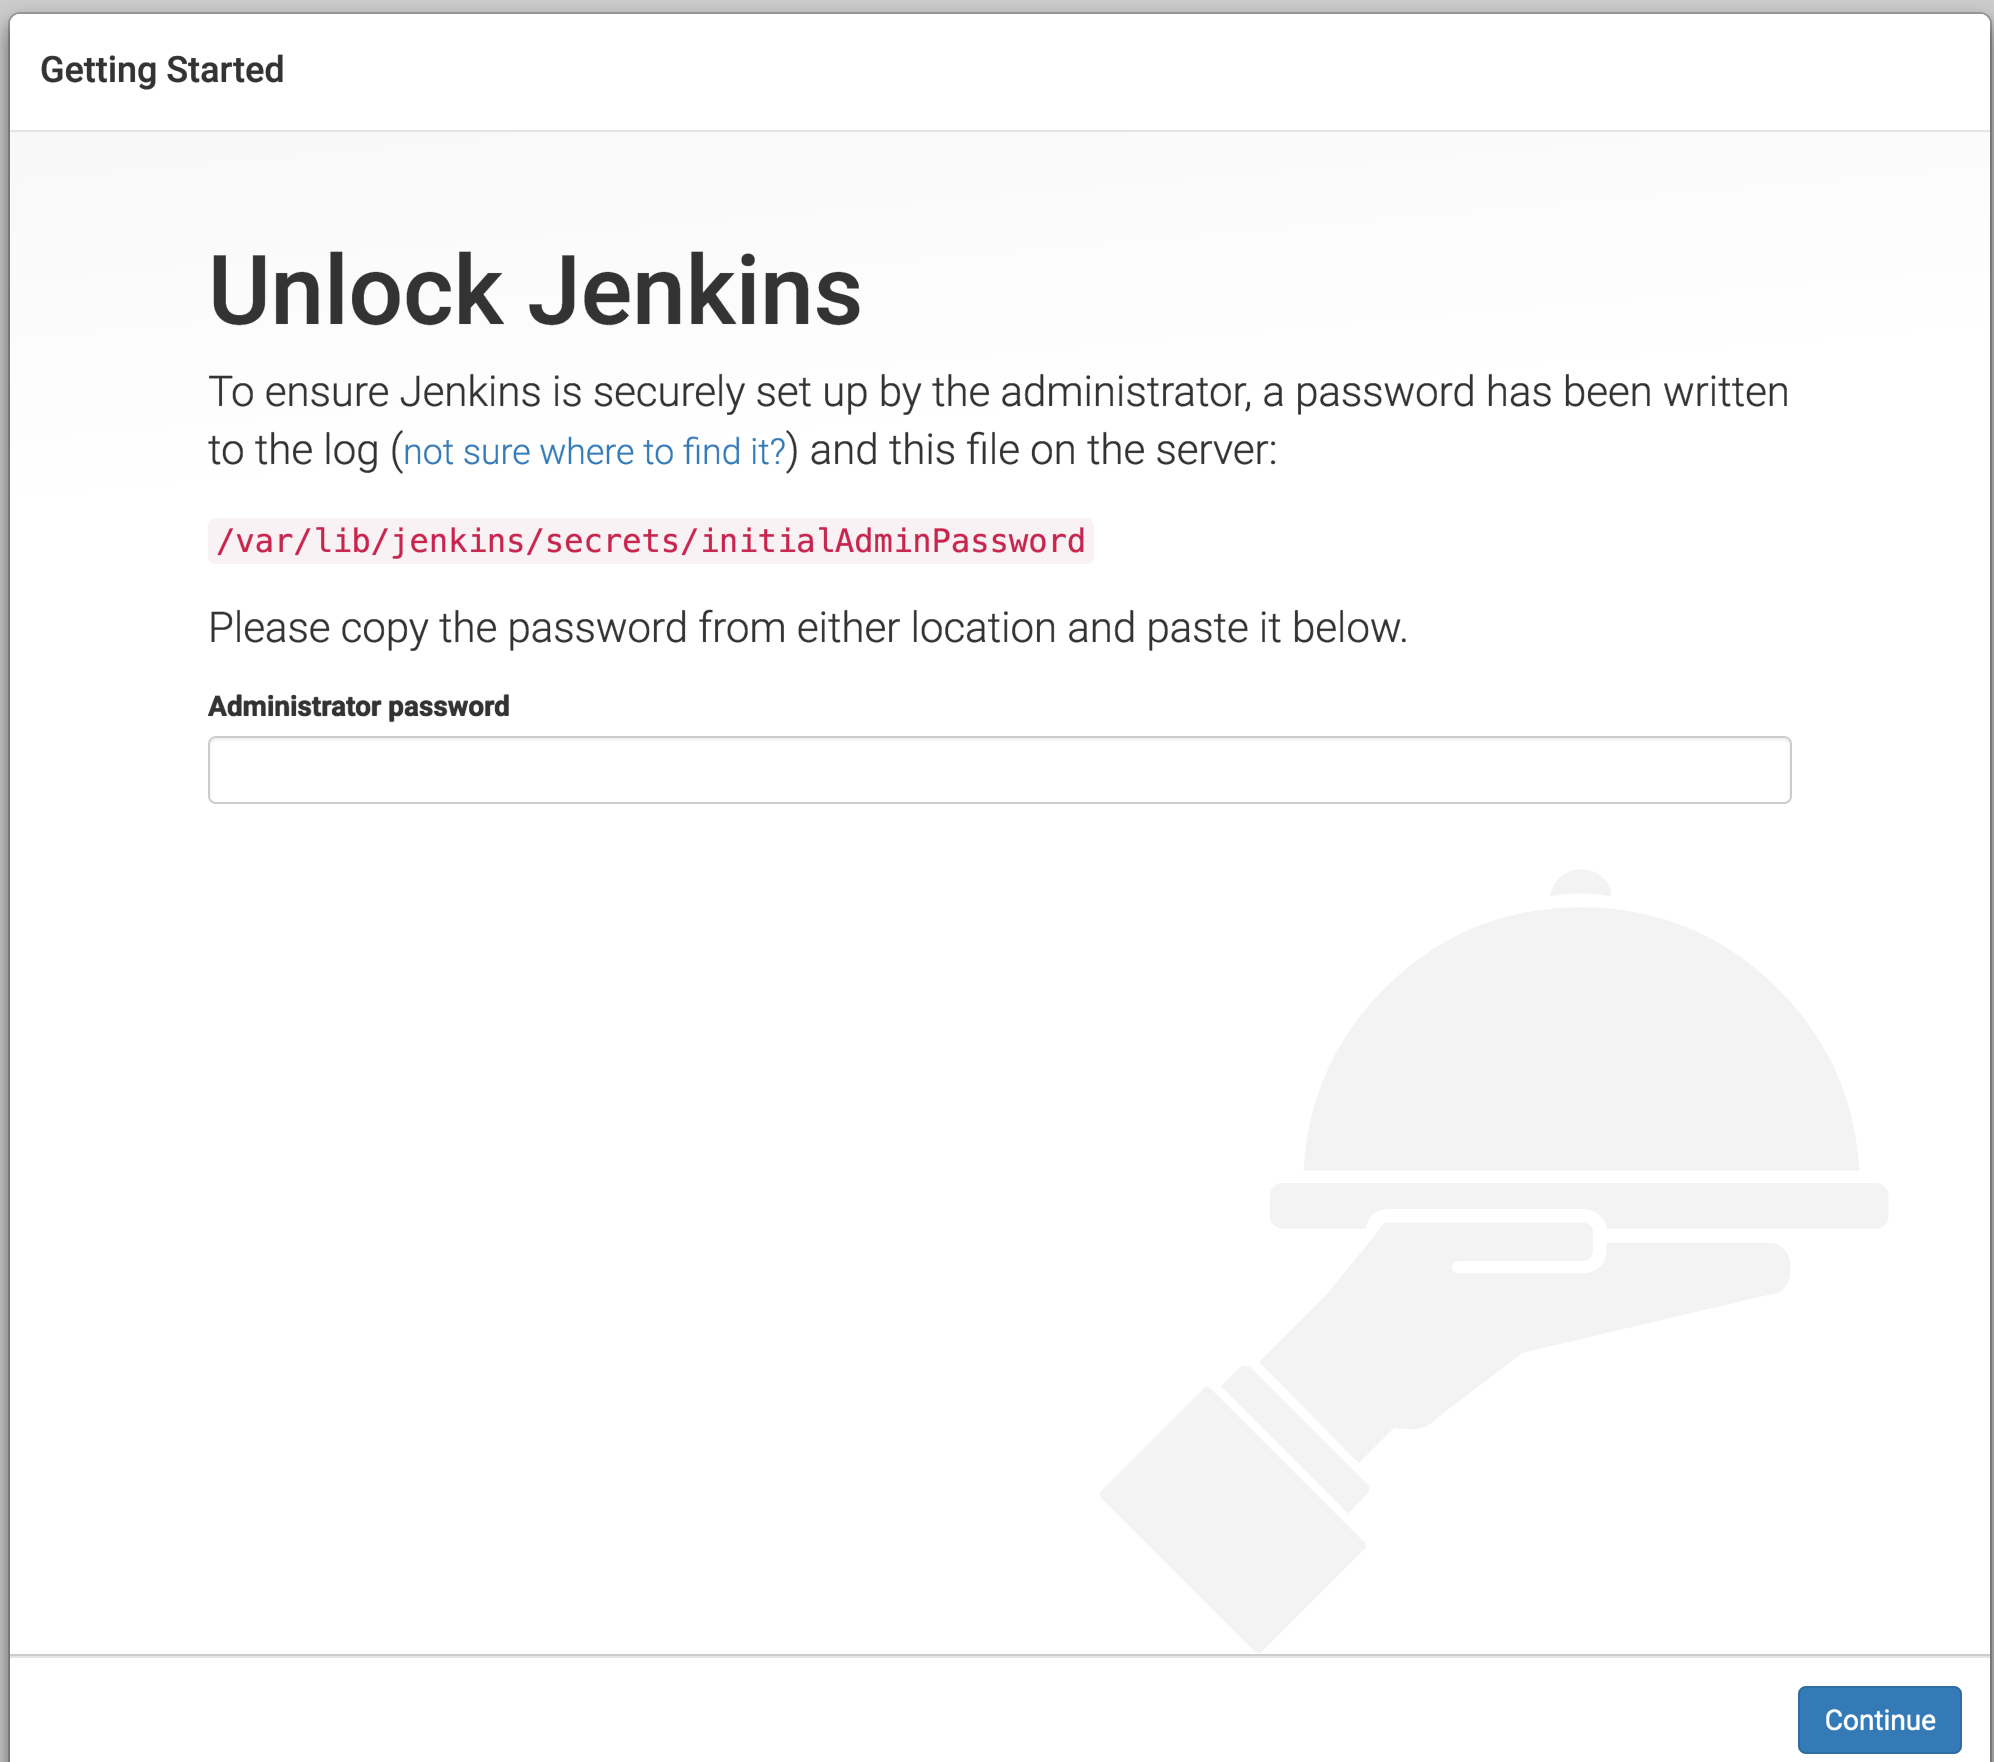 Getting Started
Unlock Jenkins
To ensure Jenkins is securely set up by the administrator, a password has been written
to the log (not sure where to find it?) and this file on the server:
/var/lib/jenkins/secrets/initialAdminPassword
Please copy the password from either location and paste it below.
Administrator password
Continue